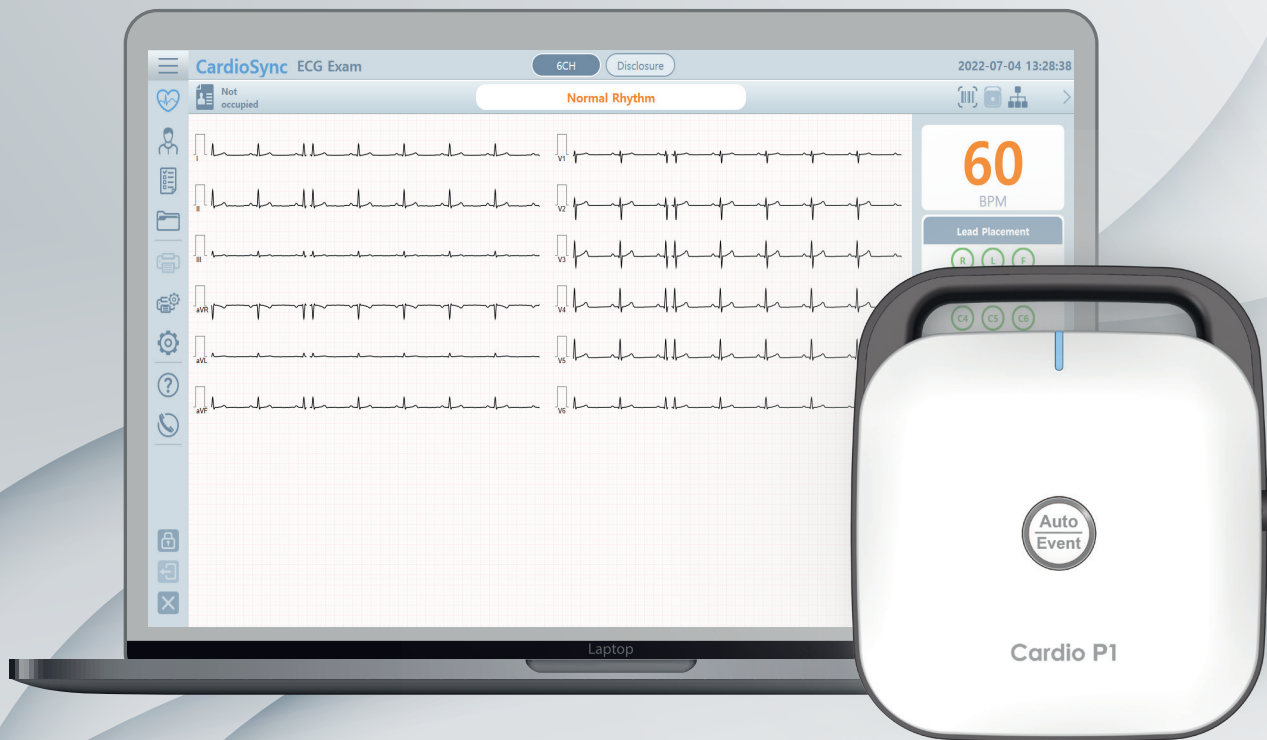 CardioSync ECG Exam
6CH
Disclosure
2022-07-04 13:28:38
Not
occupied
Normal Rhythm
I
II
III
aVR
aVL
aVF
V1
V2
V3
V4
V5
V6
60
BPM
Lead Placement
R L F
C4 C5 C6
Laptop
Auto
Event
Cardio P1